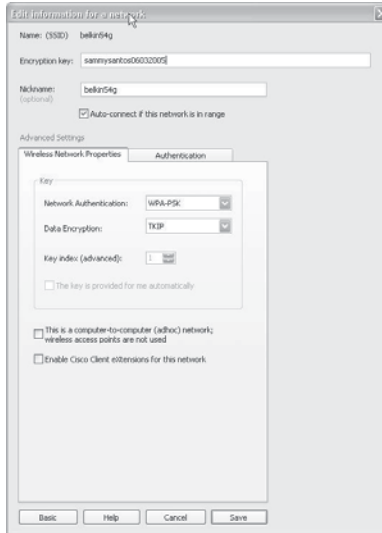 Edit information for a network
Name: (SSID) belkin54g
Encryption key: sammysantos06032005
Nickname: belkin54g
(optional)
Auto-connect if this network is in range
Advanced Settings
Wireless Network Properties Authentication
Key
Network Authentication: WPA-PSK
Data Encryption: TKIP
Key index (advanced): 1
The key is provided for me automatically
This is a computer-to-computer (adhoc) network;
wireless access points are not used
Enable Cisco Client eXtensions for this network
Basic Help Cancel Save